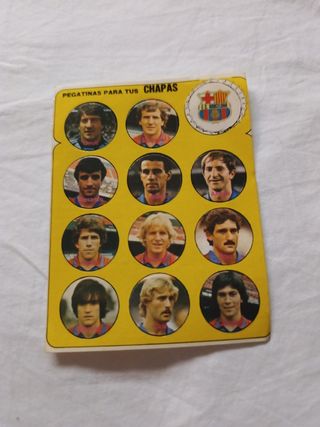 PEGATINAS PARA TUS CHAPAS